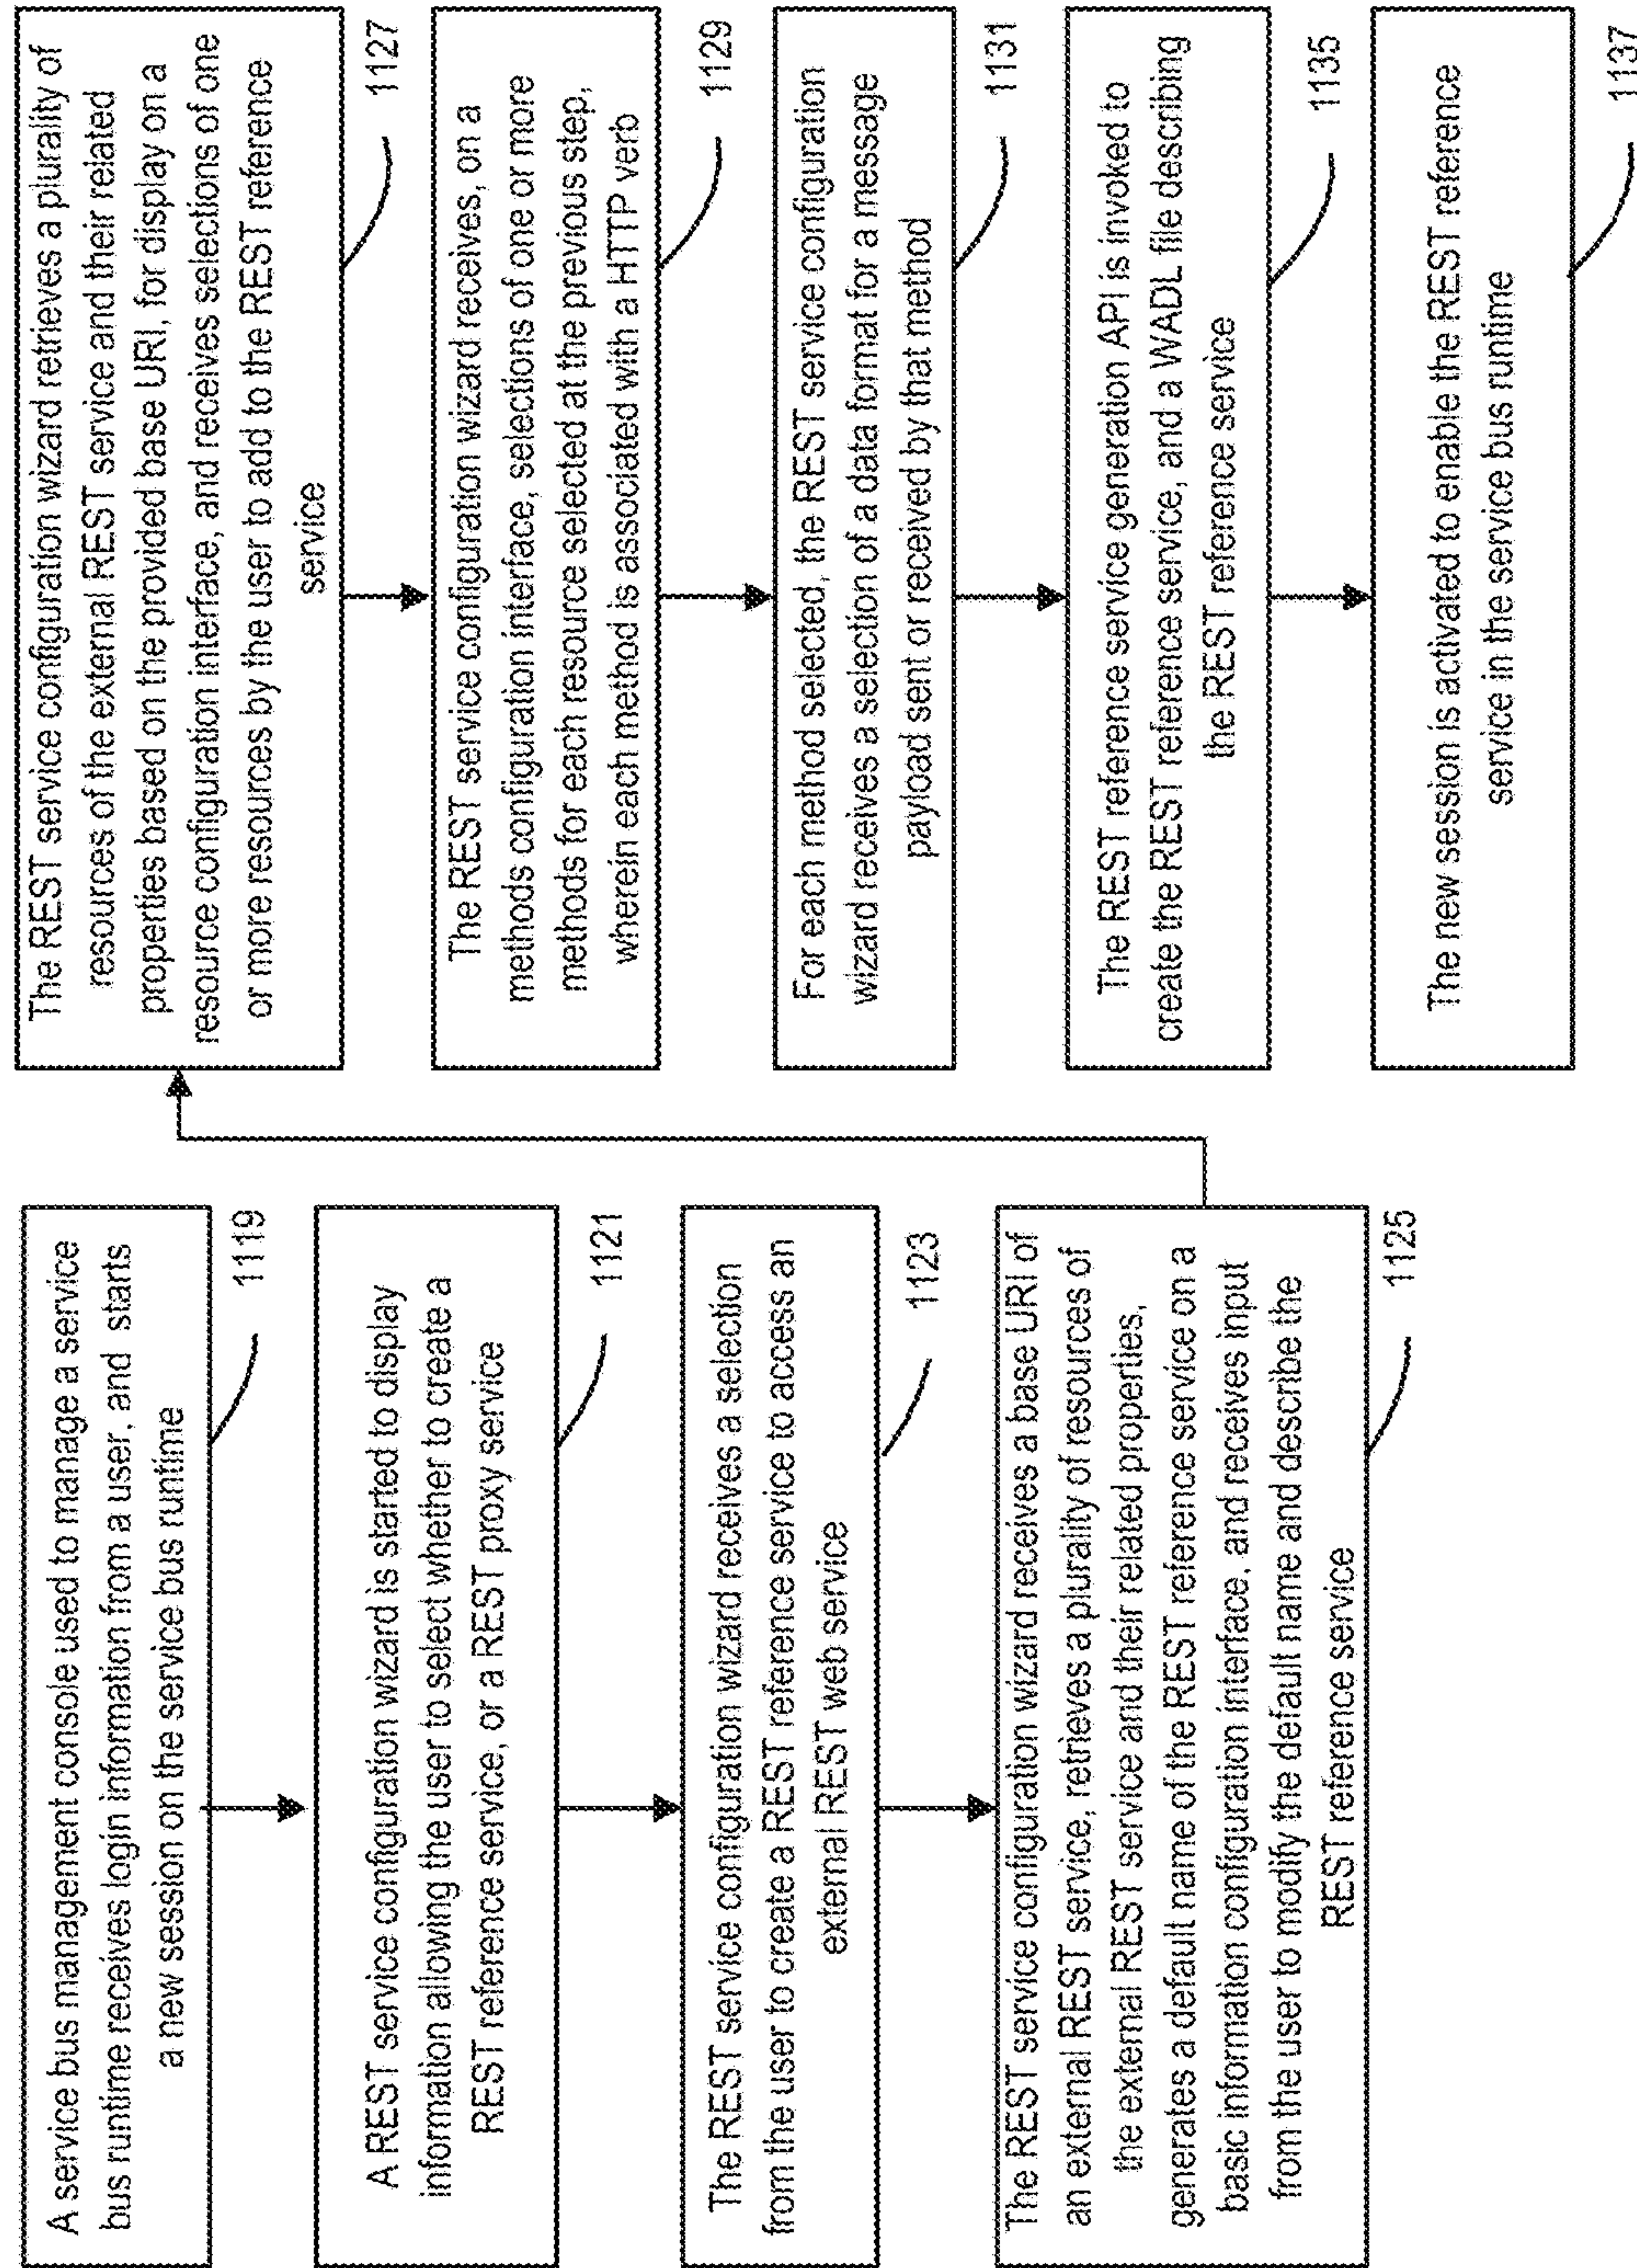 A service bus management console used to manage a service
bus runtime receives login information from a user, and starts
a new session on the service bus runtime
1119
A REST service configuration wizard is started to display
information allowing the user to select whether to create a
REST reference service, or a REST proxy service
1121
The REST service configuration wizard receives a selection
from the user to create a REST reference service to access an
external REST web service
1123
The REST service configuration wizard receives a base URI of
an external REST service, retrieves a plurality of resources of
the external REST service and their related properties,
generates a default name of the REST reference service on a
basic information configuration interface, and receives input
from the user to modify the default name and describe the
REST reference service
1125
The REST service configuration wizard retrieves a plurality of
resources of the external REST service and their related
properties based on the provided base URI, for display on a
resource configuration interface, and receives selections of one
or more resources by the user to add to the REST reference
service
1127
The REST service configuration wizard receives, on a
methods configuration interface, selections of one or more
methods for each resource selected at the previous step,
wherein each method is associated with a HTTP verb
1129
For each method selected, the REST service configuration
wizard receives a selection of a data format for a message
payload sent or received by that method
1131
The REST reference service generation API is invoked to
create the REST reference service, and a WADL file describing
the REST reference service
1135
The new session is activated to enable the REST reference
service in the service bus runtime
1137